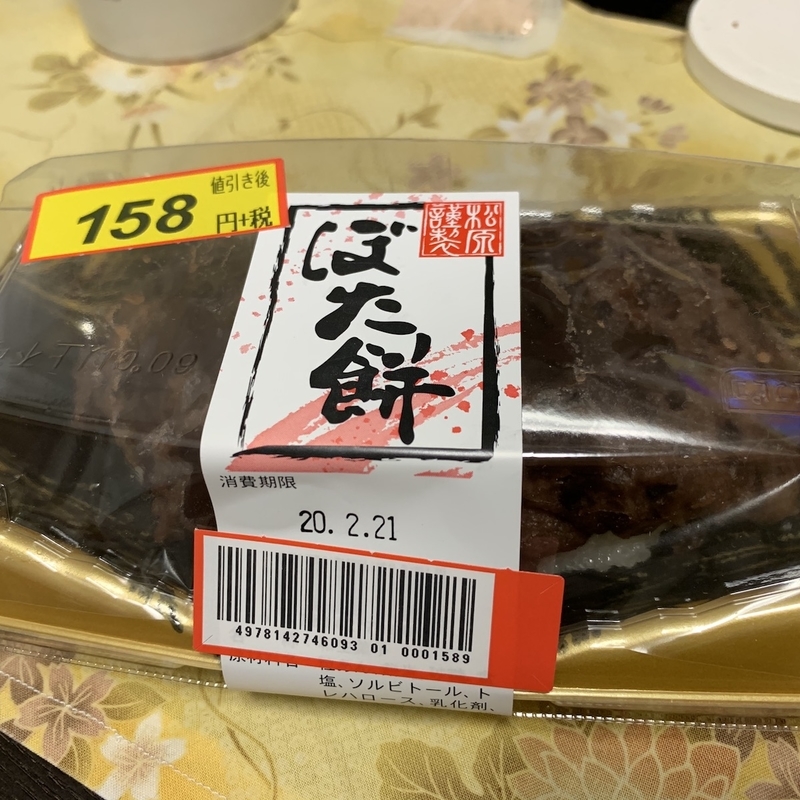 値引き後
158
円+税
松原
謹製
ぼた餅
消費期限
20. 2.21
4978142746093 01 0001589
塩、ソルビトール、ト
レハロース、乳化剤、